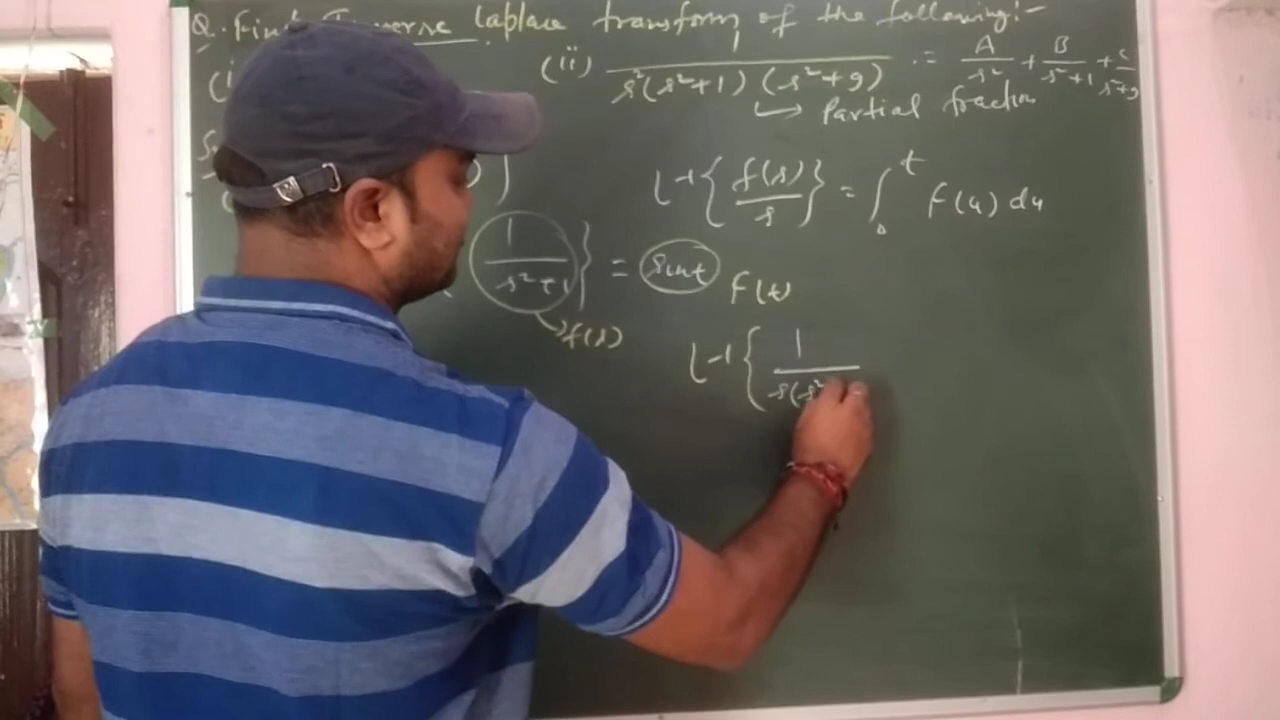 Q. Find Inverse laplace transform of the following:-
(i
(ii) 1/s²(s²+1)(s²+9) = A/s² + B/s²+1 + C/s²+9
↳ Partial fraction
L⁻¹{f(s)/s} = ∫₀ᵗ F(u) du
1/s²+1} = sint F(t)
f(s)
L⁻¹{1/s(s²